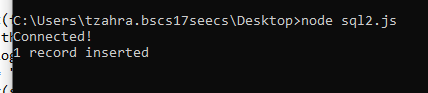 C:\Users\tzahra.bscs17seecs\Desktop>node sql2.js
Connected!
1 record inserted